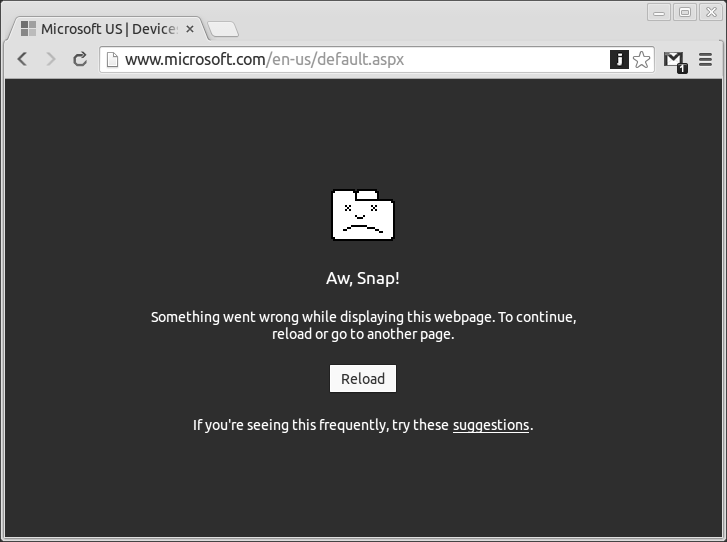 Microsoft US | Device
www.microsoft.com/en-us/default.aspx
j
1
Aw, Snap!
Something went wrong while displaying this webpage. To continue,
reload or go to another page.
Reload
If you're seeing this frequently, try these suggestions.